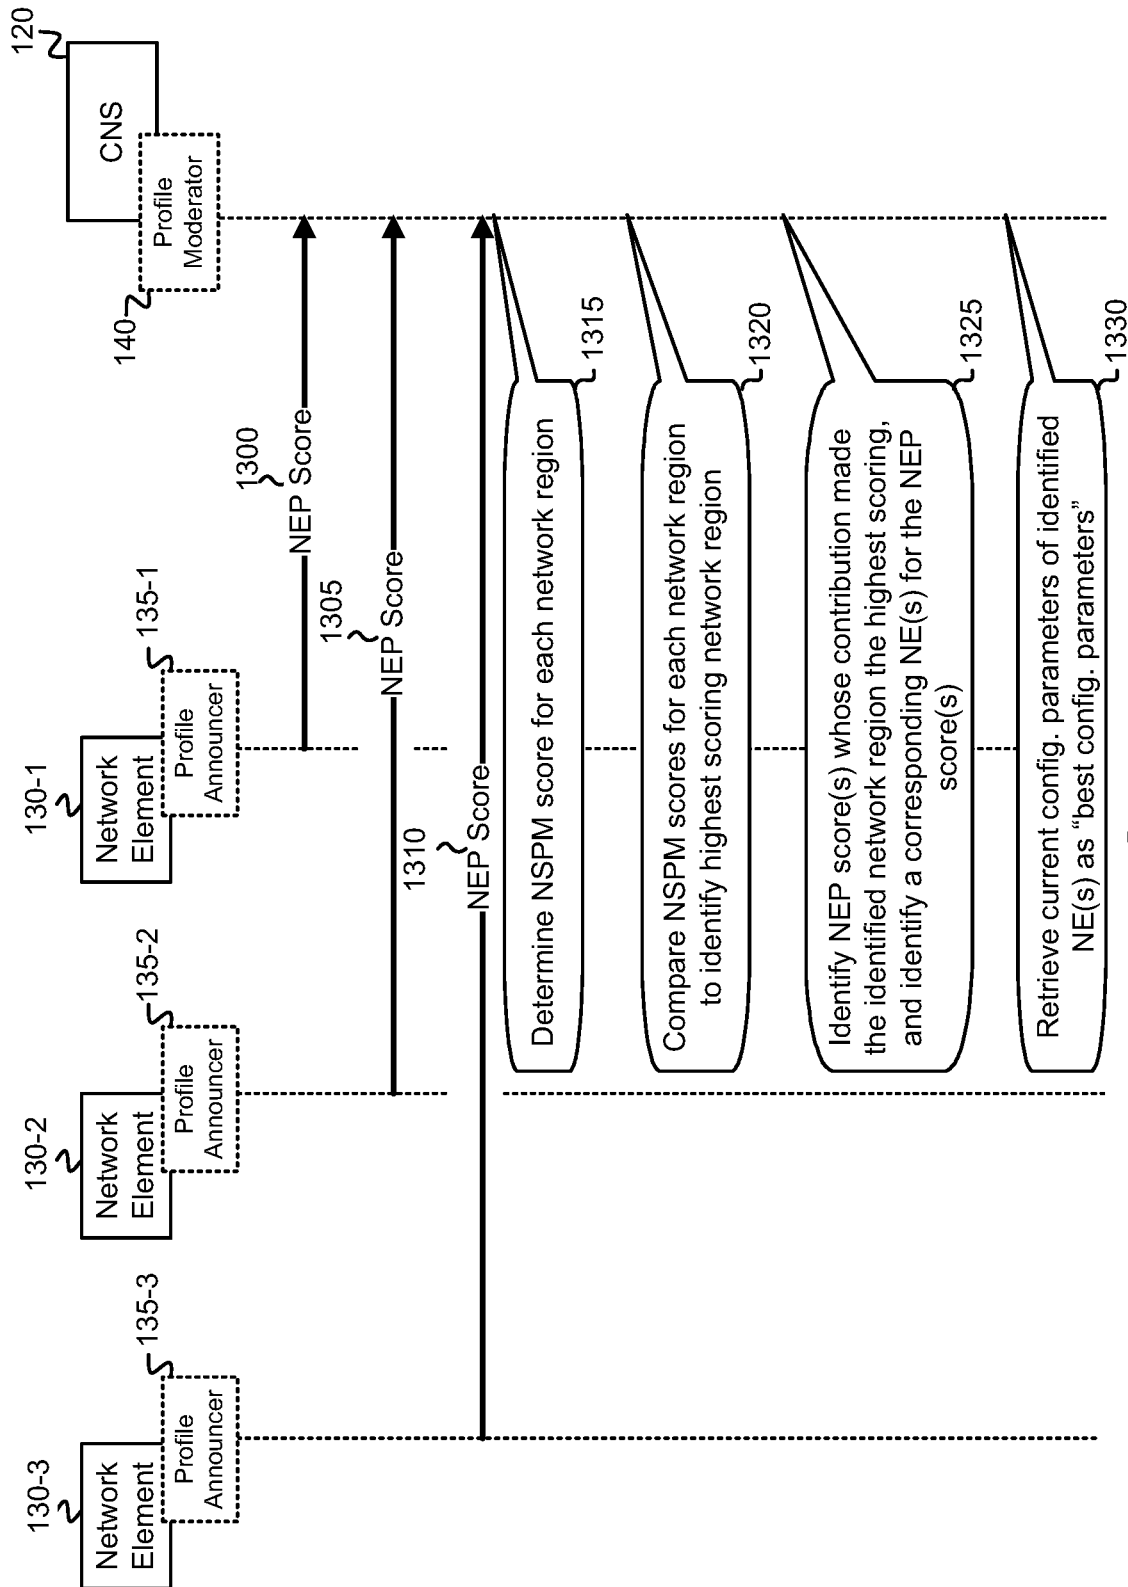 130-3
Network
Element
Profile
Announcer
135-3
130-2
Network
Element
Profile
Announcer
135-2
130-1
Network
Element
Profile
Announcer
135-1
120
CNS
Profile
Moderator
140
1300
NEP Score
1305
NEP Score
1310
NEP Score
Determine NSPM score for each network region
1315
Compare NSPM scores for each network region
to identify highest scoring network region
1320
Identify NEP score(s) whose contribution made
the identified network region the highest scoring,
and identify a corresponding NE(s) for the NEP
score(s)
1325
Retrieve current config. parameters of identified
NE(s) as “best config. parameters”
1330